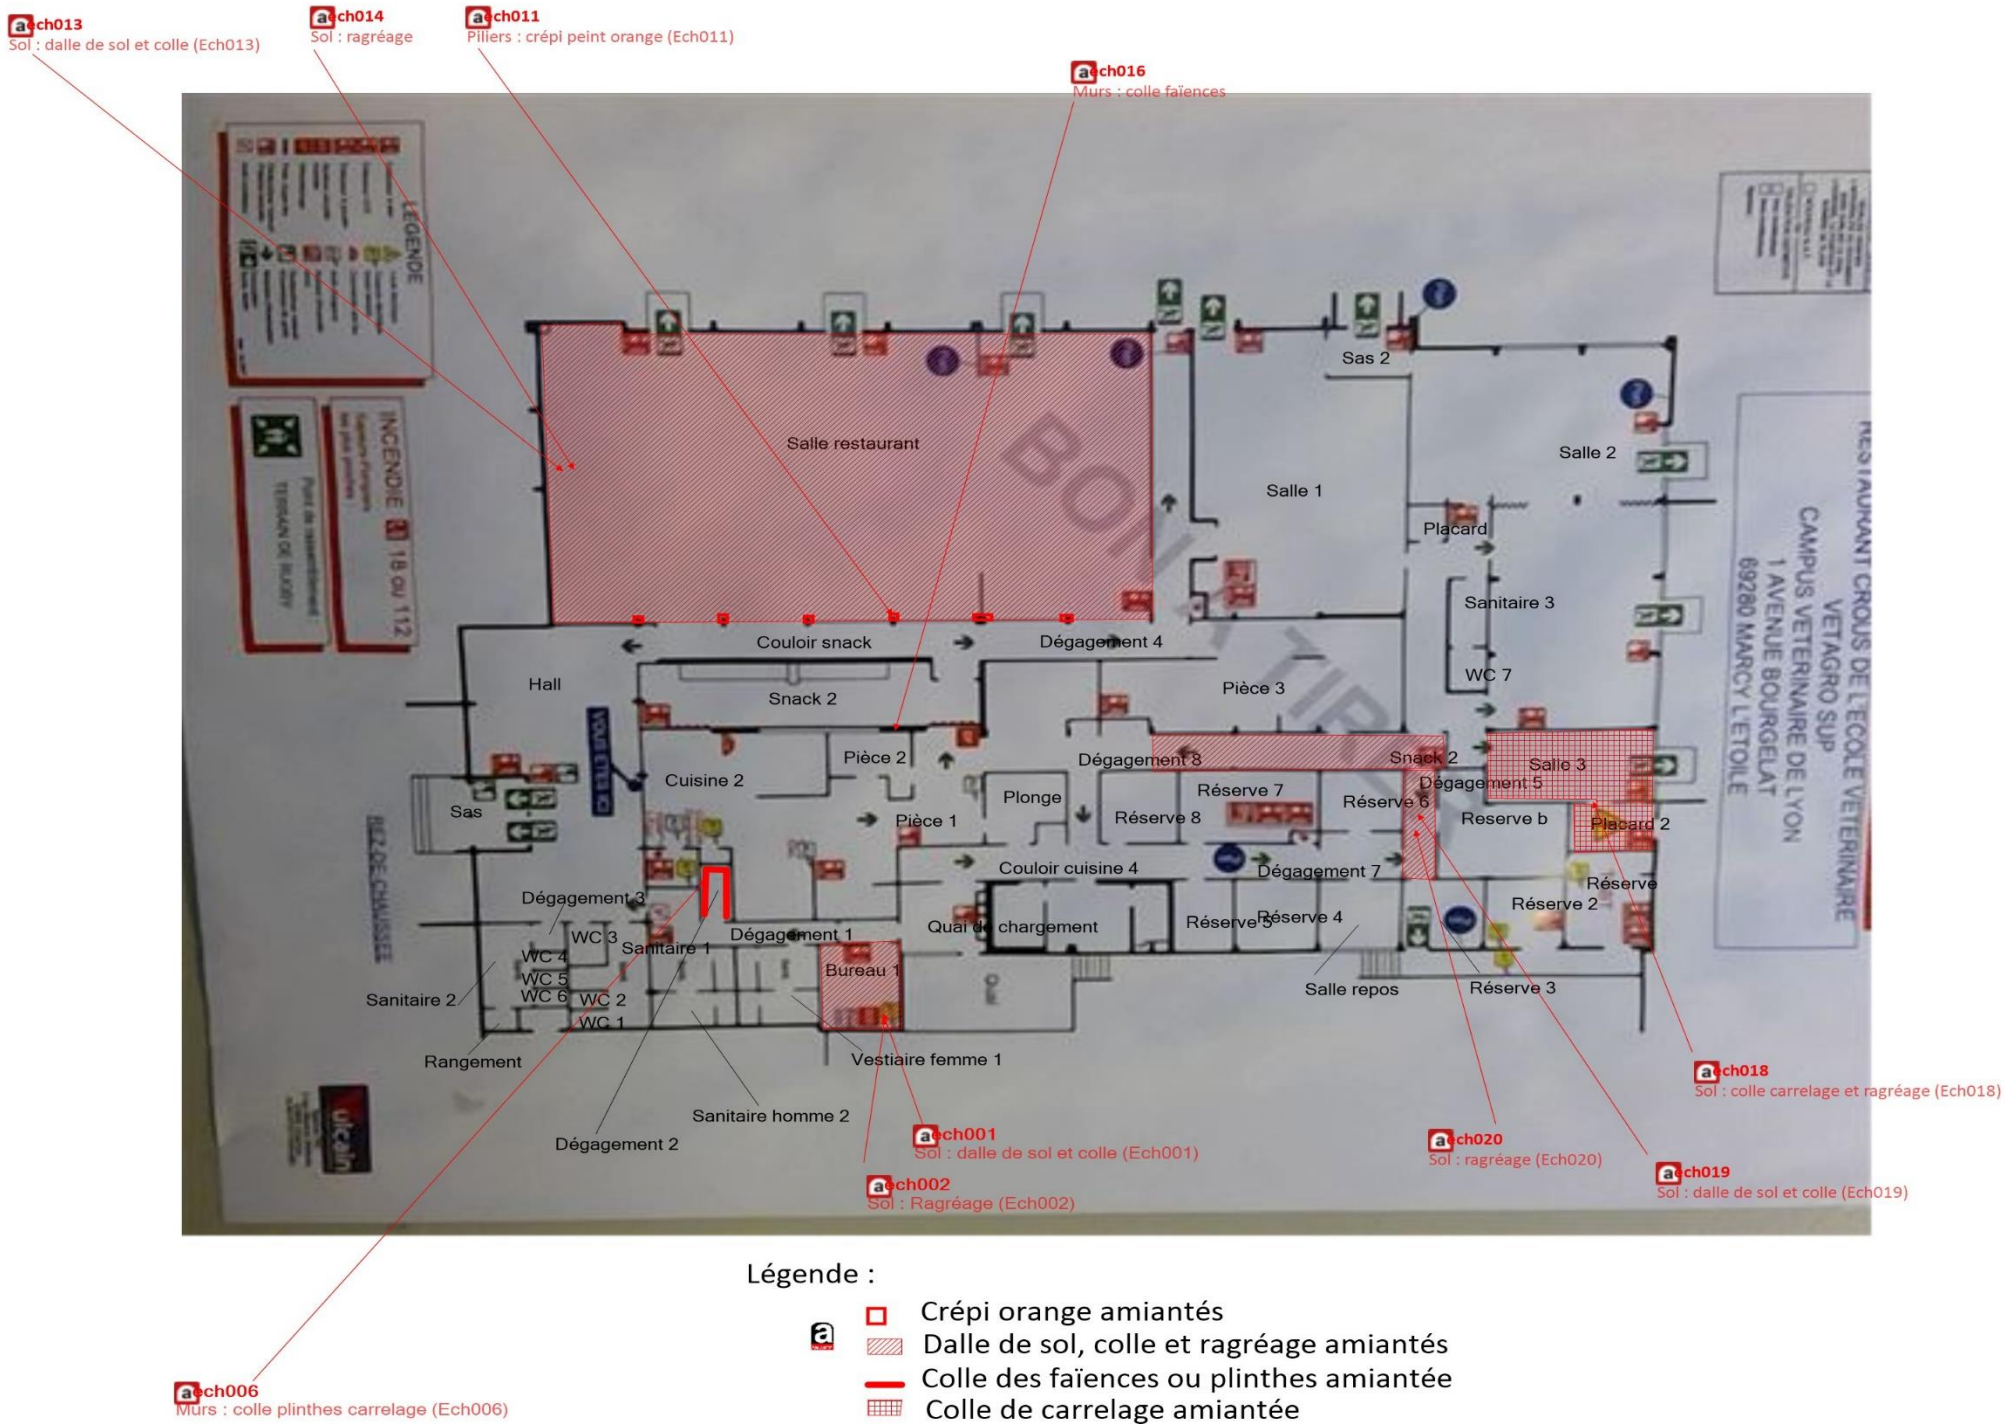 ech013
Sol : dalle de sol et colle (Ech013)
ech014
Sol : ragréage
ech011
Piliers : crépi peint orange (Ech011)
ech016
Murs : colle faïences
LEGENDE
INCENDIE 18 ou 112
Point de rassemblement :
TERRAIN DE RUGBY
BON A TIRER
RESTAURANT CROUS DE L'ECOLE VETERINAIRE
VETAGRO SUP
CAMPUS VETERINAIRE DE LYON
1 AVENUE BOURGELAT
69280 MARCY L'ETOILE
VOUS ETES ICI
REZ DE CHAUSSEE
Salle restaurant
Sas 2
Salle 2
Salle 1
Placard
Sanitaire 3
Couloir snack
Dégagement 4
Hall
Snack 2
Pièce 3
WC 7
Cuisine 2
Pièce 2
Dégagement 8
Snack 2
Salle 3
Dégagement 5
Plonge
Réserve 7
Réserve 6
Sas
Pièce 1
Réserve 8
Reserve b
Placard 2
Couloir cuisine 4
Dégagement 7
Réserve
Dégagement 3
Réserve 2
WC 3
Sanitaire 1
Dégagement 1
Quai de chargement
Réserve 5
Réserve 4
WC 4
WC 5
WC 6
WC 2
WC 1
Bureau 1
Quai
Sanitaire 2
Salle repos
Réserve 3
Rangement
Vestiaire femme 1
Sanitaire homme 2
Dégagement 2
ech018
Sol : colle carrelage et ragréage (Ech018)
ech001
Sol : dalle de sol et colle (Ech001)
ech020
Sol : ragréage (Ech020)
ech002
Sol : Ragréage (Ech002)
ech019
Sol : dalle de sol et colle (Ech019)
ech006
Murs : colle plinthes carrelage (Ech006)
Légende :
a
Crépi orange amiantés
Dalle de sol, colle et ragréage amiantés
Colle des faïences ou plinthes amiantée
Colle de carrelage amiantée